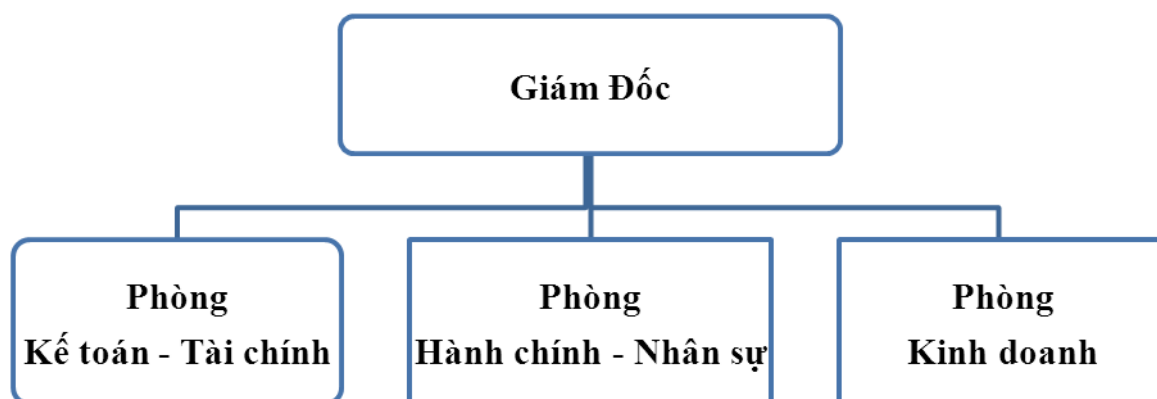 Giám Đốc
Phòng
Kế toán - Tài chính
Phòng
Hành chính - Nhân sự
Phòng
Kinh doanh